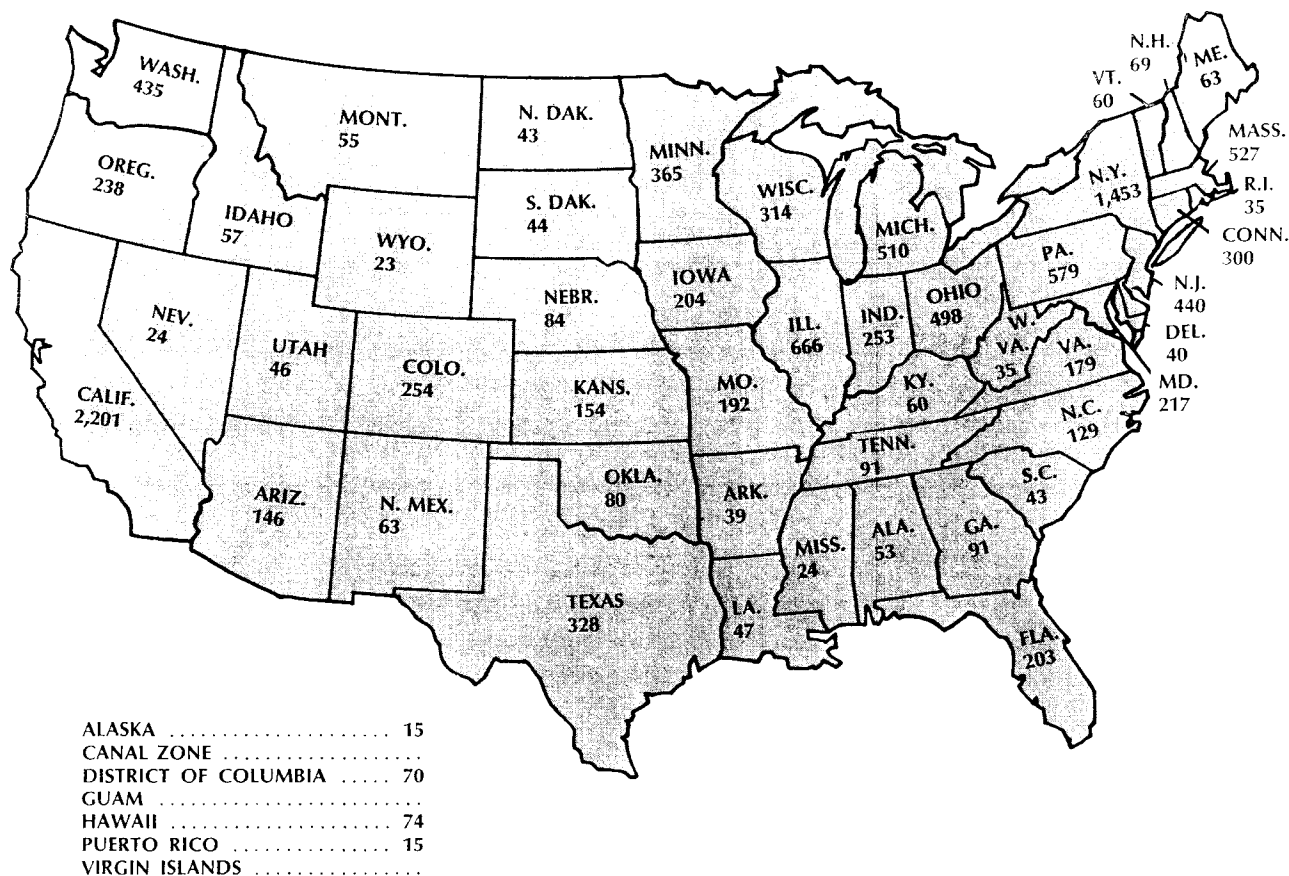 WASH.
435
MONT.
55
N. DAK.
43
MINN.
365
VT.
60
N.H.
69
ME.
63
OREG.
238
IDAHO
57
WYO.
23
S. DAK.
44
WISC.
314
MICH.
510
N.Y.
1,453
MASS.
527
R.I.
35
CONN.
300
NEV.
24
UTAH
46
COLO.
254
NEBR.
84
IOWA
204
ILL.
666
IND.
253
OHIO
498
PA.
579
N.J.
440
DEL.
40
MD.
217
CALIF.
2,201
KANS.
154
MO.
192
KY.
60
W.
VA.
35
VA.
179
N.C.
129
ARIZ.
146
N. MEX.
63
OKLA.
80
ARK.
39
TENN.
91
S.C.
43
TEXAS
328
LA.
47
MISS.
24
ALA.
53
GA.
91
FLA.
203
ALASKA ..................... 15
CANAL ZONE ...................
DISTRICT OF COLUMBIA ..... 70
GUAM .........................
HAWAII ..................... 74
PUERTO RICO ............... 15
VIRGIN ISLANDS ................